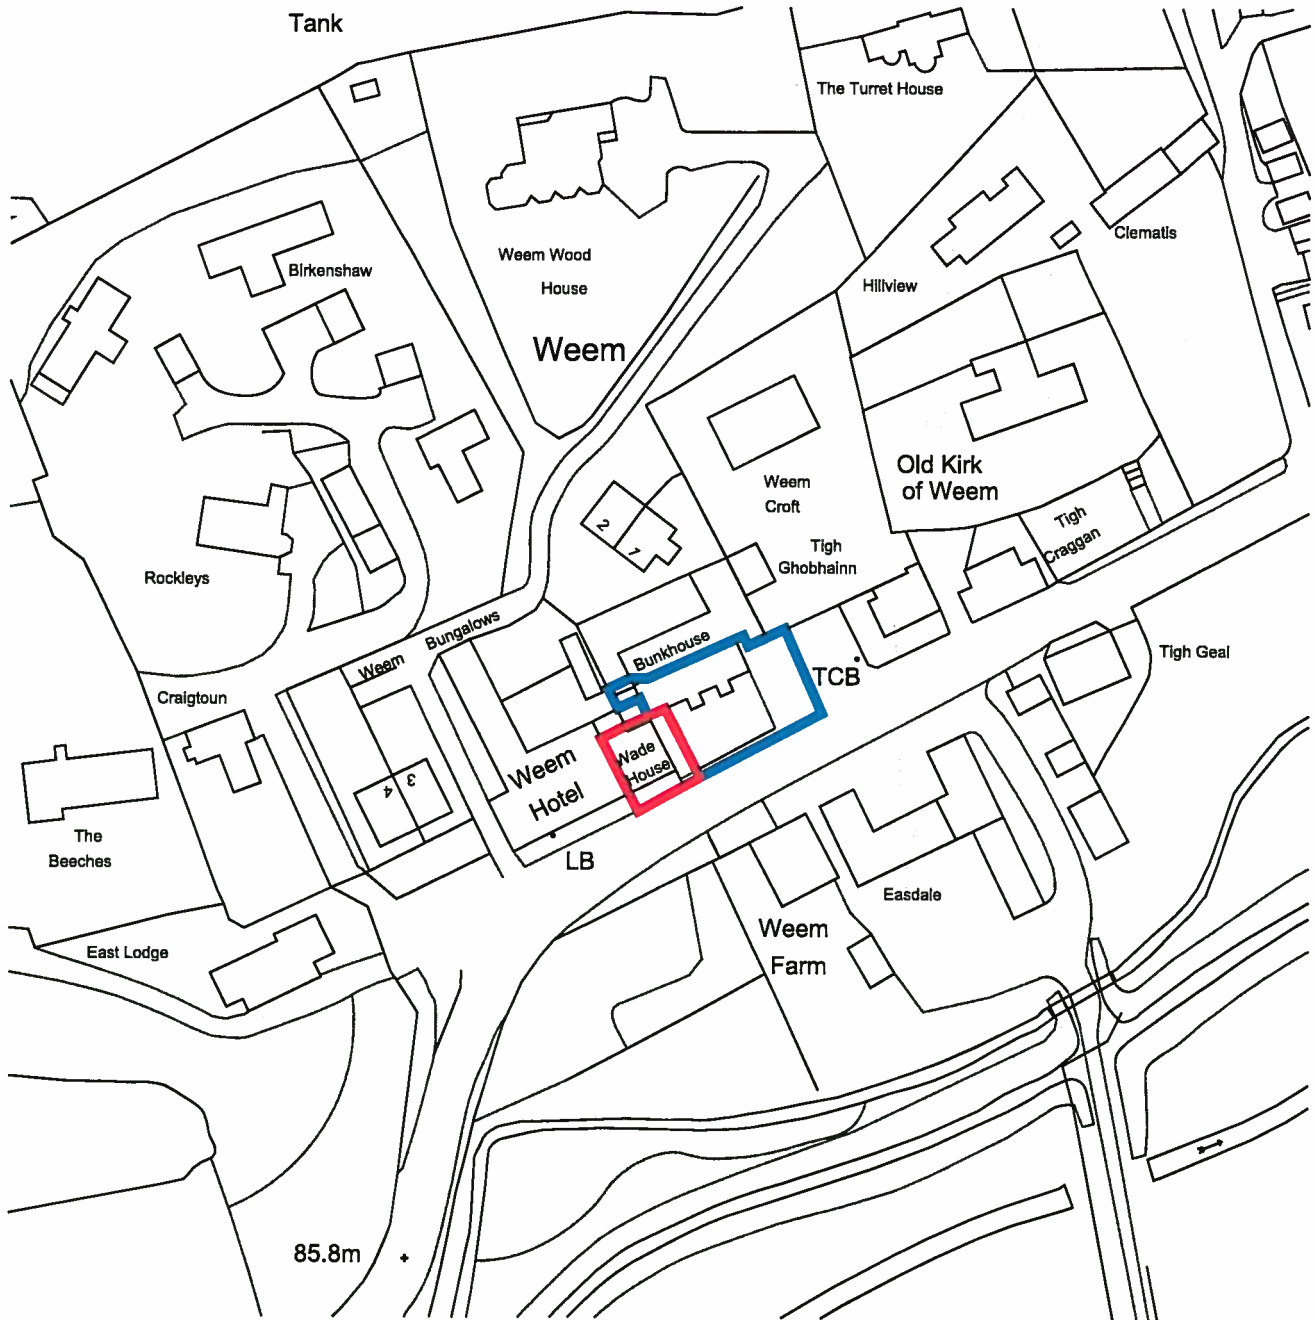 Tank
The Turret House
Clematis
Weem Wood
House
Birkenshaw
Hillview
Weem
Old Kirk
of Weem
Weem
Croft
Tigh
Craggan
2
1
Tigh
Ghobhainn
Rockleys
Weem Bungalows
Bunkhouse
TCB
Tigh Geal
Craigtoun
Wade
House
Weem
Hotel
3
4
The
Beeches
LB
Easdale
Weem
Farm
East Lodge
85.8m